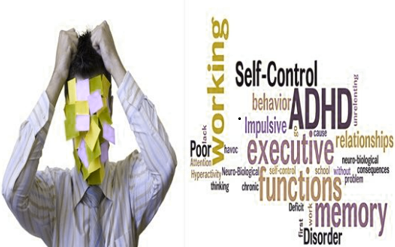 working
Self-Control
unrelenting
behavior ADHD
lack Impulsive go cause relationships
Poor havoc executive
Attention Neuro-Biological self-control school without neuro-biological consequences
Hyperactivity problem
thinking chronic functions
Deficit
first work memory
Disorder